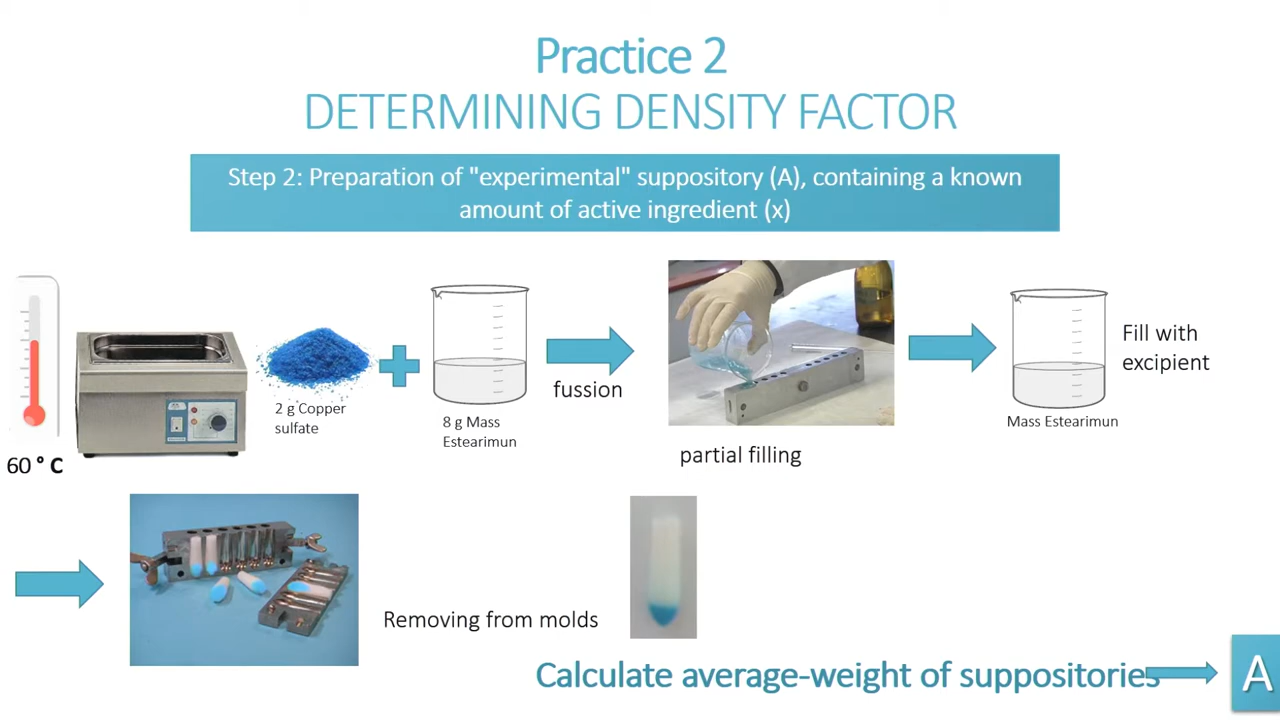 Practice 2
DETERMINING DENSITY FACTOR
Step 2: Preparation of "experimental" suppository (A), containing a known
amount of active ingredient (x)
60 ° C
2 g Copper
sulfate
8 g Mass
Estearimun
fussion
partial filling
Mass Estearimun
Fill with
excipient
Removing from molds
Calculate average-weight of suppositories
A